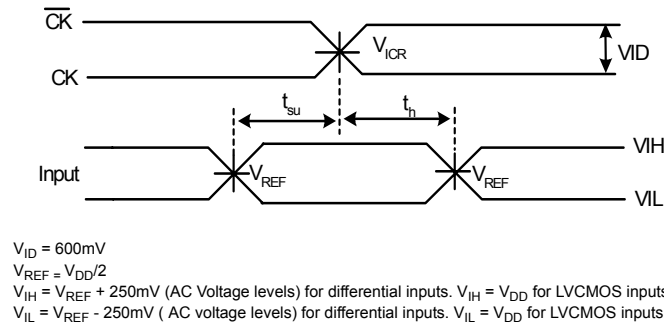 CK
VICR
VID
CK
tsu
th
VIH
Input
VREF
VREF
VIL
VID = 600mV
VREF = VDD/2
VIH = VREF + 250mV (AC Voltage levels) for differential inputs. VIH = VDD for LVCMOS inputs
VIL = VREF - 250mV ( AC voltage levels) for differential inputs. VIL = VDD for LVCMOS inputs.